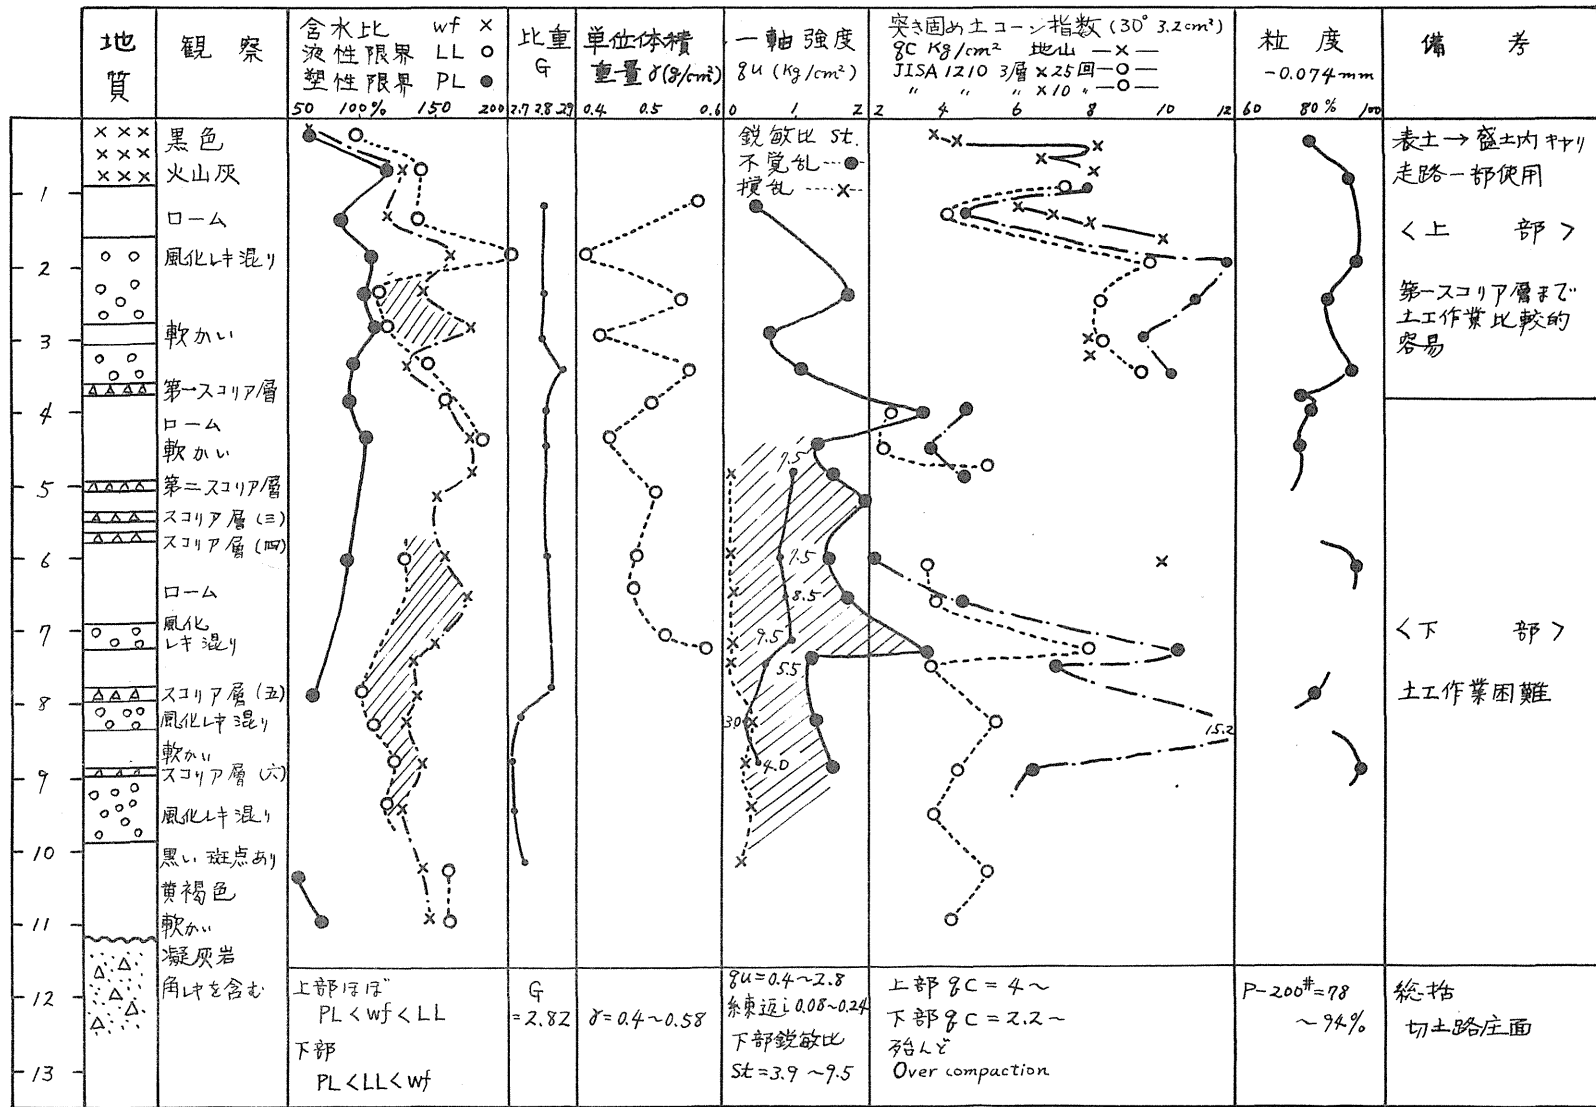 地質
観察
含水比 wf ×
液性限界 LL ○
塑性限界 PL ●
50 100% 150 200
比重
G
2.7 2.8 2.9
単位体積
重量 γ(g/cm³)
0.4 0.5 0.6
一軸強度
qu (Kg/cm²)
0 1 2
突き固め土コーン指数 (30° 3.2cm²)
qc Kg/cm² 地山 —×—
JISA1210 3層×25回 —○—
〃 〃 〃 ×10 〃 —○—
2 4 6 8 10 12
粒度
-0.074mm
60 80% 100
備考
鋭敏比 St.
不攪乱 --●
攪乱 ----×-
- 1 -
- 2 -
- 3 -
- 4 -
- 5 -
- 6 -
- 7 -
- 8 -
- 9 -
- 10 -
- 11 -
- 12 -
- 13 -
黒色
火山灰
ローム
風化レキ混り
軟かい
第一スコリア層
ローム
軟かい
第二スコリア層
スコリア層(三)
スコリア層(四)
ローム
風化
レキ混り
スコリア層(五)
風化レキ混り
軟かい
スコリア層(六)
風化レキ混り
黒い斑点あり
黄褐色
軟かい
凝灰岩
角レキを含む
7.5
7.5
8.5
9.5
5.5
3.0
4.0
15.2
表土→盛土内キャリ
走路一部使用
<上部>
第一スコリア層まで
土工作業比較的
容易
<下部>
土工作業困難
上部ほぼ
PL<wf<LL
下部
PL<LL<wf
G
=2.82
γ=0.4~0.58
qu=0.4~2.8
練返し0.08~0.24
下部鋭敏比
St=3.9~9.5
上部qc=4~
下部qc=2.2~
殆んど
Over compaction
P-200#=78
~94%
総括
切土路床面